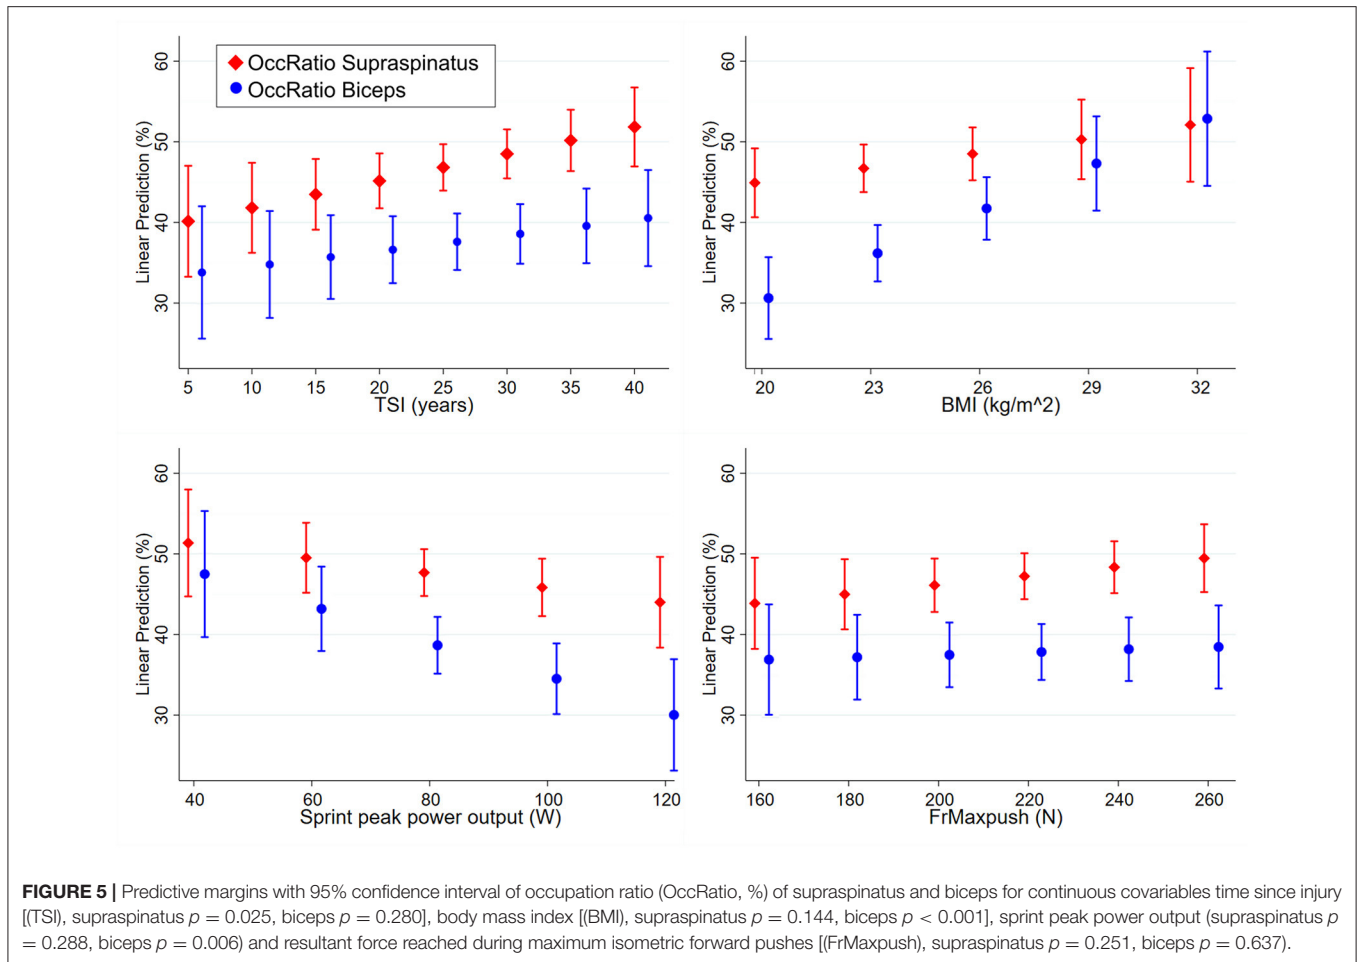 OccRatio Supraspinatus
OccRatio Biceps
Linear Prediction (%)
60
50
40
30
5 10 15 20 25 30 35 40
TSI (years)
Linear Prediction (%)
60
50
40
30
20 23 26 29 32
BMI (kg/m^2)
Linear Prediction (%)
60
50
40
30
40 60 80 100 120
Sprint peak power output (W)
Linear Prediction (%)
60
50
40
30
160 180 200 220 240 260
FrMaxpush (N)
FIGURE 5 | Predictive margins with 95% confidence interval of occupation ratio (OccRatio, %) of supraspinatus and biceps for continuous covariables time since injury
[(TSI), supraspinatus p = 0.025, biceps p = 0.280], body mass index [(BMI), supraspinatus p = 0.144, biceps p < 0.001], sprint peak power output (supraspinatus p
= 0.288, biceps p = 0.006) and resultant force reached during maximum isometric forward pushes [(FrMaxpush), supraspinatus p = 0.251, biceps p = 0.637).